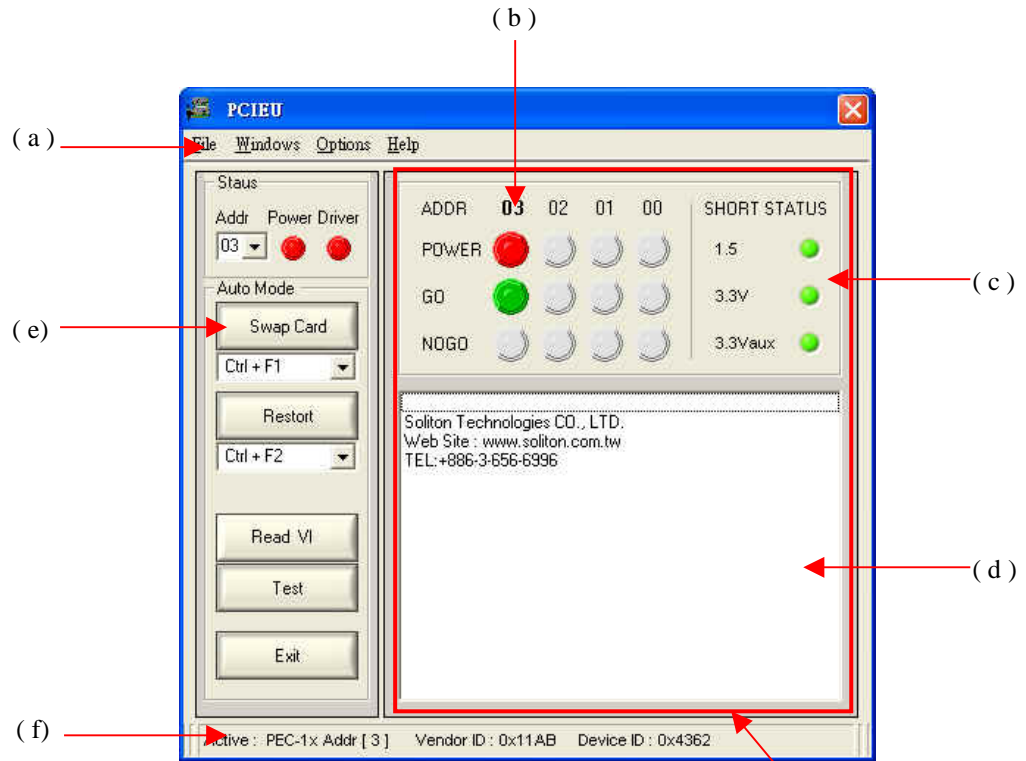 ( b )
PCIEU
( a )
File Windows Options Help
Staus
Addr Power Driver
03
ADDR 03 02 01 00 SHORT STATUS
POWER 1.5
( c )
Auto Mode
GO 3.3V
( e)
Swap Card
NOGO 3.3Vaux
Ctrl + F1
Restort
Soliton Technologies CO., LTD.
Web Site : www.soliton.com.tw
Ctrl + F2
TEL:+886-3-656-6996
Read VI
( d )
Test
Exit
( f)
Active : PEC-1x Addr [ 3 ] Vendor ID : 0x11AB Device ID : 0x4362